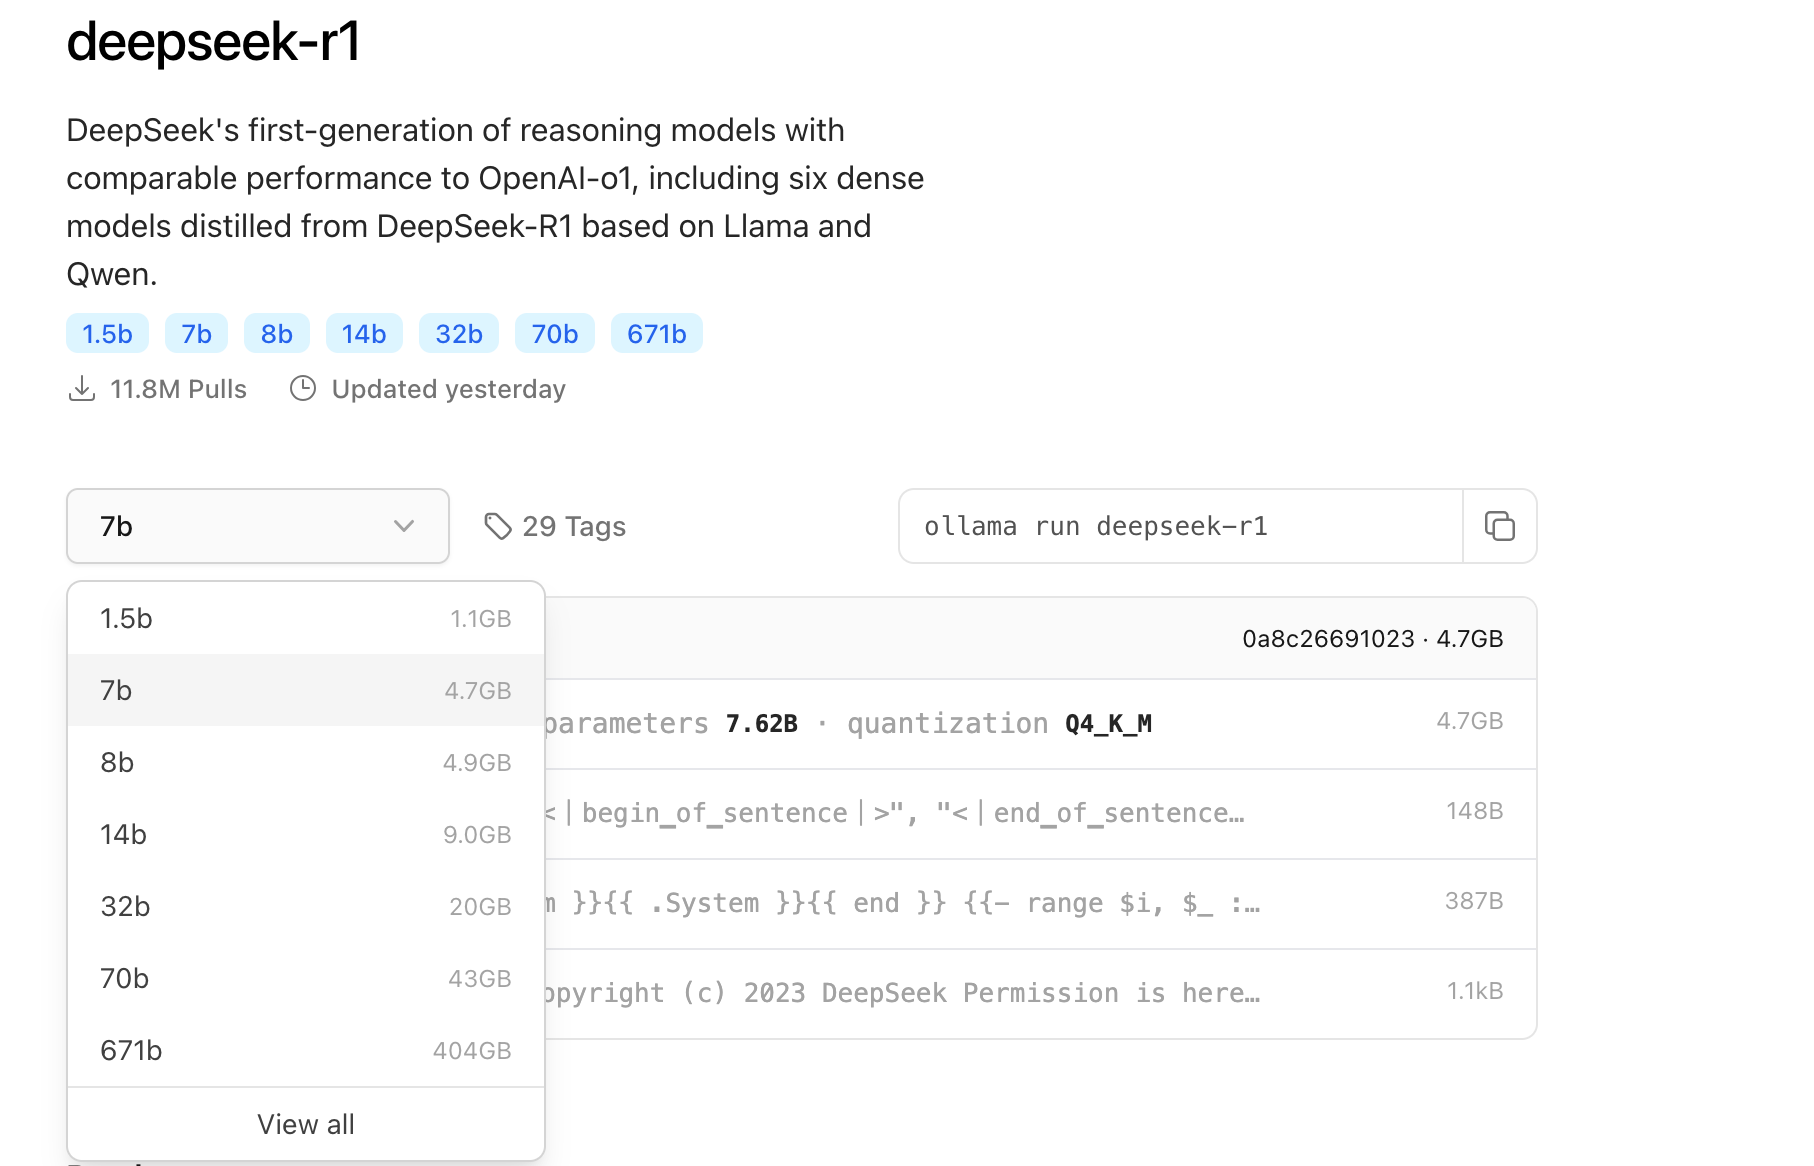 deepseek-r1
DeepSeek's first-generation of reasoning models with
comparable performance to OpenAI-o1, including six dense
models distilled from DeepSeek-R1 based on Llama and
Qwen.
1.5b 7b 8b 14b 32b 70b 671b
11.8M Pulls Updated yesterday
7b 29 Tags ollama run deepseek-r1
1.5b 1.1GB
7b 4.7GB
8b 4.9GB
14b 9.0GB
32b 20GB
70b 43GB
671b 404GB
View all
0a8c26691023 · 4.7GB
parameters 7.62B · quantization Q4_K_M 4.7GB
<｜begin_of_sentence｜>", "<｜end_of_sentence… 148B
}}{{ .System }}{{ end }} {{- range $i, $_ :… 387B
(c) 2023 DeepSeek Permission is here… 1.1kB